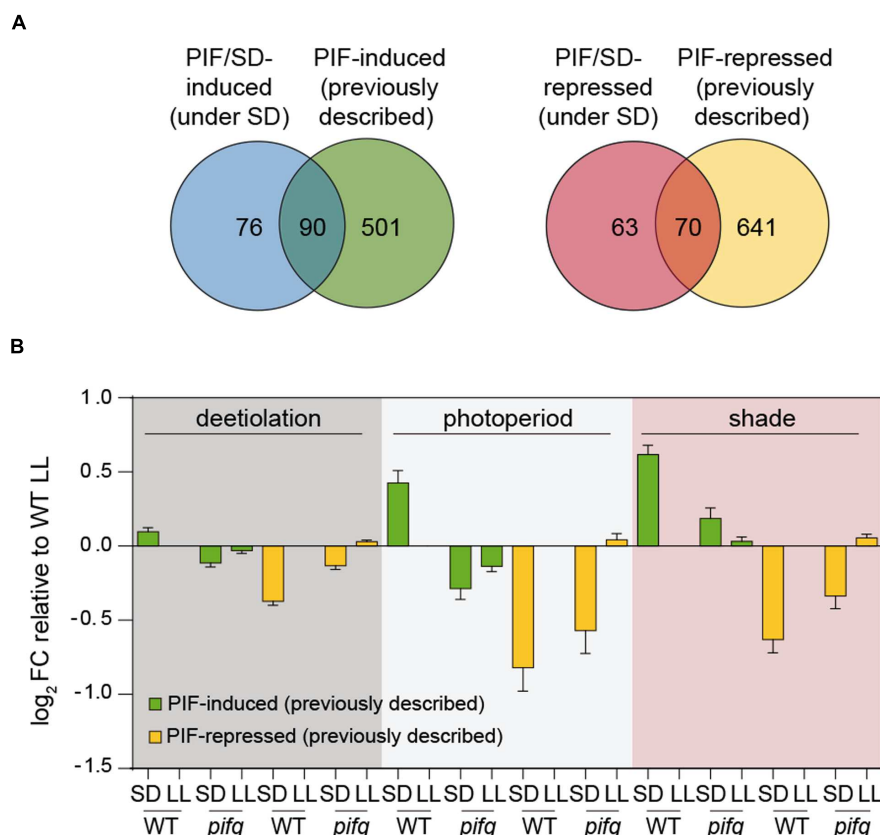 A
PIF/SD-
induced
(under SD)
PIF-induced
(previously
described)
76
90
501
PIF/SD-
repressed
(under SD)
PIF-repressed
(previously
described)
63
70
641
B
log2 FC relative to WT LL
1.0
0.5
0.0
-0.5
-1.0
-1.5
deetiolation
photoperiod
shade
PIF-induced (previously described)
PIF-repressed (previously described)
SD LL SD LL SD LL SD LL SD LL SD LL SD LL SD LL SD LL SD LL SD LL SD LL
WT pifq WT pifq WT pifq WT pifq WT pifq WT pifq